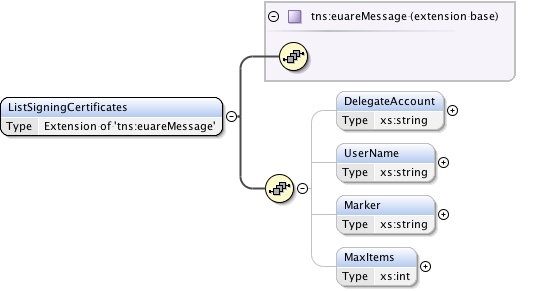 tns:euareMessage (extension base)
ListSigningCertificates
Type Extension of 'tns:euareMessage'
DelegateAccount
Type xs:string
UserName
Type xs:string
Marker
Type xs:string
MaxItems
Type xs:int